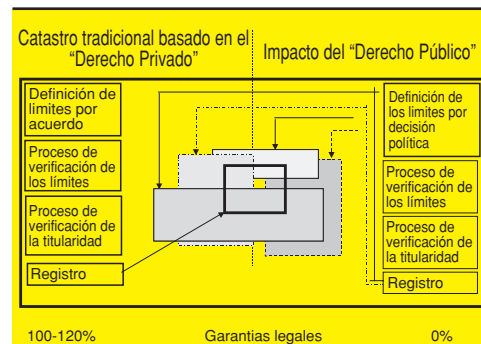 Catastro tradicional basado en el
“Derecho Privado”
Impacto del “Derecho Público”
Definición de
limites por
acuerdo
Proceso de
verificación de
los límites
Proceso de
verificación de
la titularidad
Registro
Definición de
los limites por
decisión
política
Proceso de
verificación de
los límites
Proceso de
verificación de
la titularidad
Registro
100-120%
Garantias legales
0%